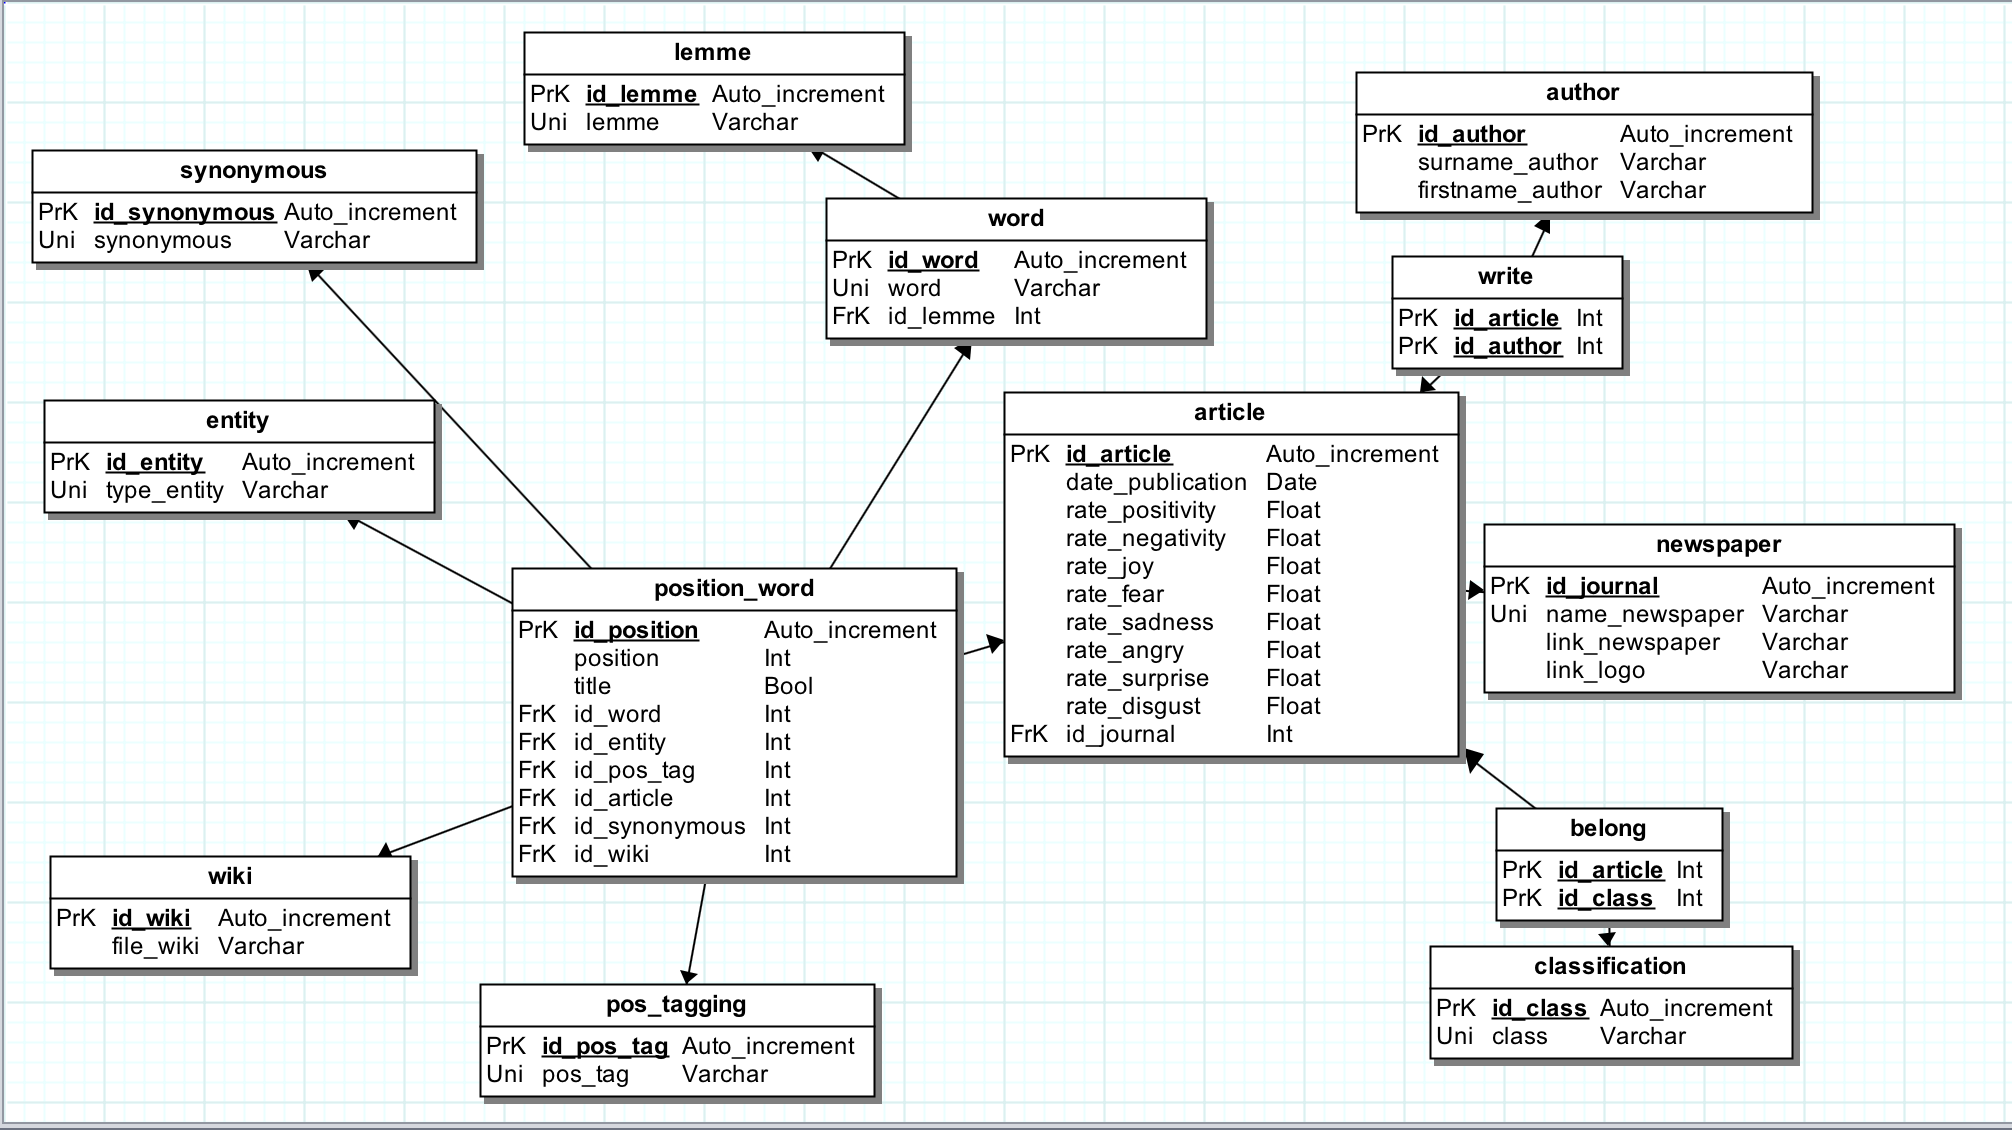 lemme
PrK id_lemme Auto_increment
Uni lemme Varchar
author
PrK id_author Auto_increment
surname_author Varchar
firstname_author Varchar
synonymous
PrK id_synonymous Auto_increment
Uni synonymous Varchar
word
PrK id_word Auto_increment
Uni word Varchar
FrK id_lemme Int
write
PrK id_article Int
PrK id_author Int
entity
PrK id_entity Auto_increment
Uni type_entity Varchar
article
PrK id_article Auto_increment
date_publication Date
rate_positivity Float
rate_negativity Float
rate_joy Float
rate_fear Float
rate_sadness Float
rate_angry Float
rate_surprise Float
rate_disgust Float
FrK id_journal Int
newspaper
PrK id_journal Auto_increment
Uni name_newspaper Varchar
link_newspaper Varchar
link_logo Varchar
position_word
PrK id_position Auto_increment
position Int
title Bool
FrK id_word Int
FrK id_entity Int
FrK id_pos_tag Int
FrK id_article Int
FrK id_synonymous Int
FrK id_wiki Int
belong
PrK id_article Int
PrK id_class Int
wiki
PrK id_wiki Auto_increment
file_wiki Varchar
classification
PrK id_class Auto_increment
Uni class Varchar
pos_tagging
PrK id_pos_tag Auto_increment
Uni pos_tag Varchar